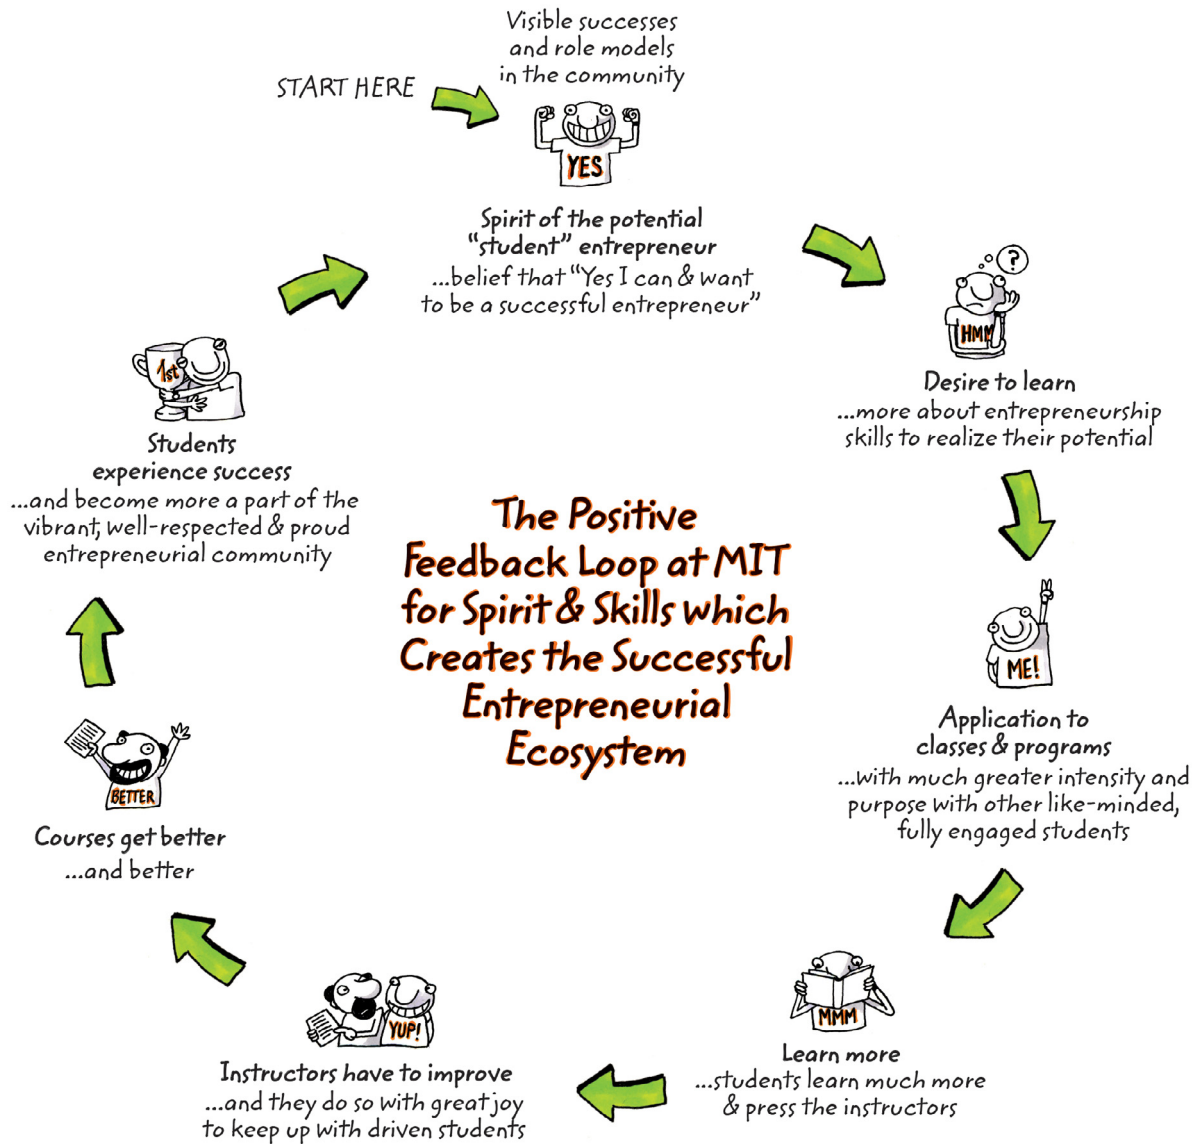 Visible successes
and role models
in the community
START HERE
YES
Spirit of the potential
“student” entrepreneur
...belief that “Yes I can & want
to be a successful entrepreneur”
?
HMM
Desire to learn
...more about entrepreneurship
skills to realize their potential
ME!
Application to
classes & programs
...with much greater intensity and
purpose with other like-minded,
fully engaged students
MMM
Learn more
...students learn much more
& press the instructors
YUP!
Instructors have to improve
...and they do so with great joy
to keep up with driven students
BETTER
Courses get better
...and better
1st
Students
experience success
...and become more a part of the
vibrant, well-respected & proud
entrepreneurial community
The Positive
Feedback Loop at MIT
for Spirit & Skills which
Creates the Successful
Entrepreneurial
Ecosystem